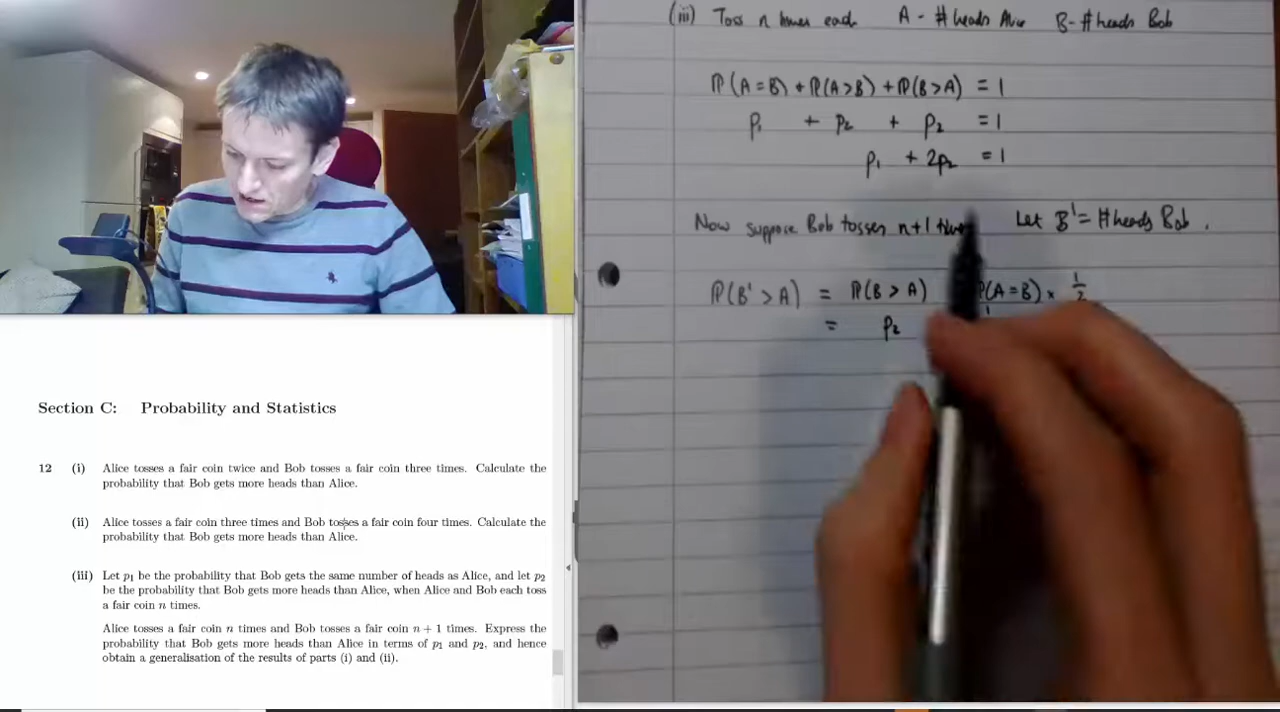 Section C: Probability and Statistics
12 (i) Alice tosses a fair coin twice and Bob tosses a fair coin three times. Calculate the
probability that Bob gets more heads than Alice.
(ii) Alice tosses a fair coin three times and Bob tosses a fair coin four times. Calculate the
probability that Bob gets more heads than Alice.
(iii) Let p₁ be the probability that Bob gets the same number of heads as Alice, and let p₂
be the probability that Bob gets more heads than Alice, when Alice and Bob each toss
a fair coin n times.
Alice tosses a fair coin n times and Bob tosses a fair coin n + 1 times. Express the
probability that Bob gets more heads than Alice in terms of p₁ and p₂, and hence
obtain a generalisation of the results of parts (i) and (ii).
(iii) Toss n times each A - # heads Alice B - # heads Bob
ℙ(A=B) + ℙ(A>B) + ℙ(B>A) = 1
p₁ + p₂ + p₂ = 1
p₁ + 2p₂ = 1
Now suppose Bob tosses n+1 Let B' = # heads Bob.
ℙ(B' > A) = ℙ(B > A) (A=B) × 1/2
= p₂